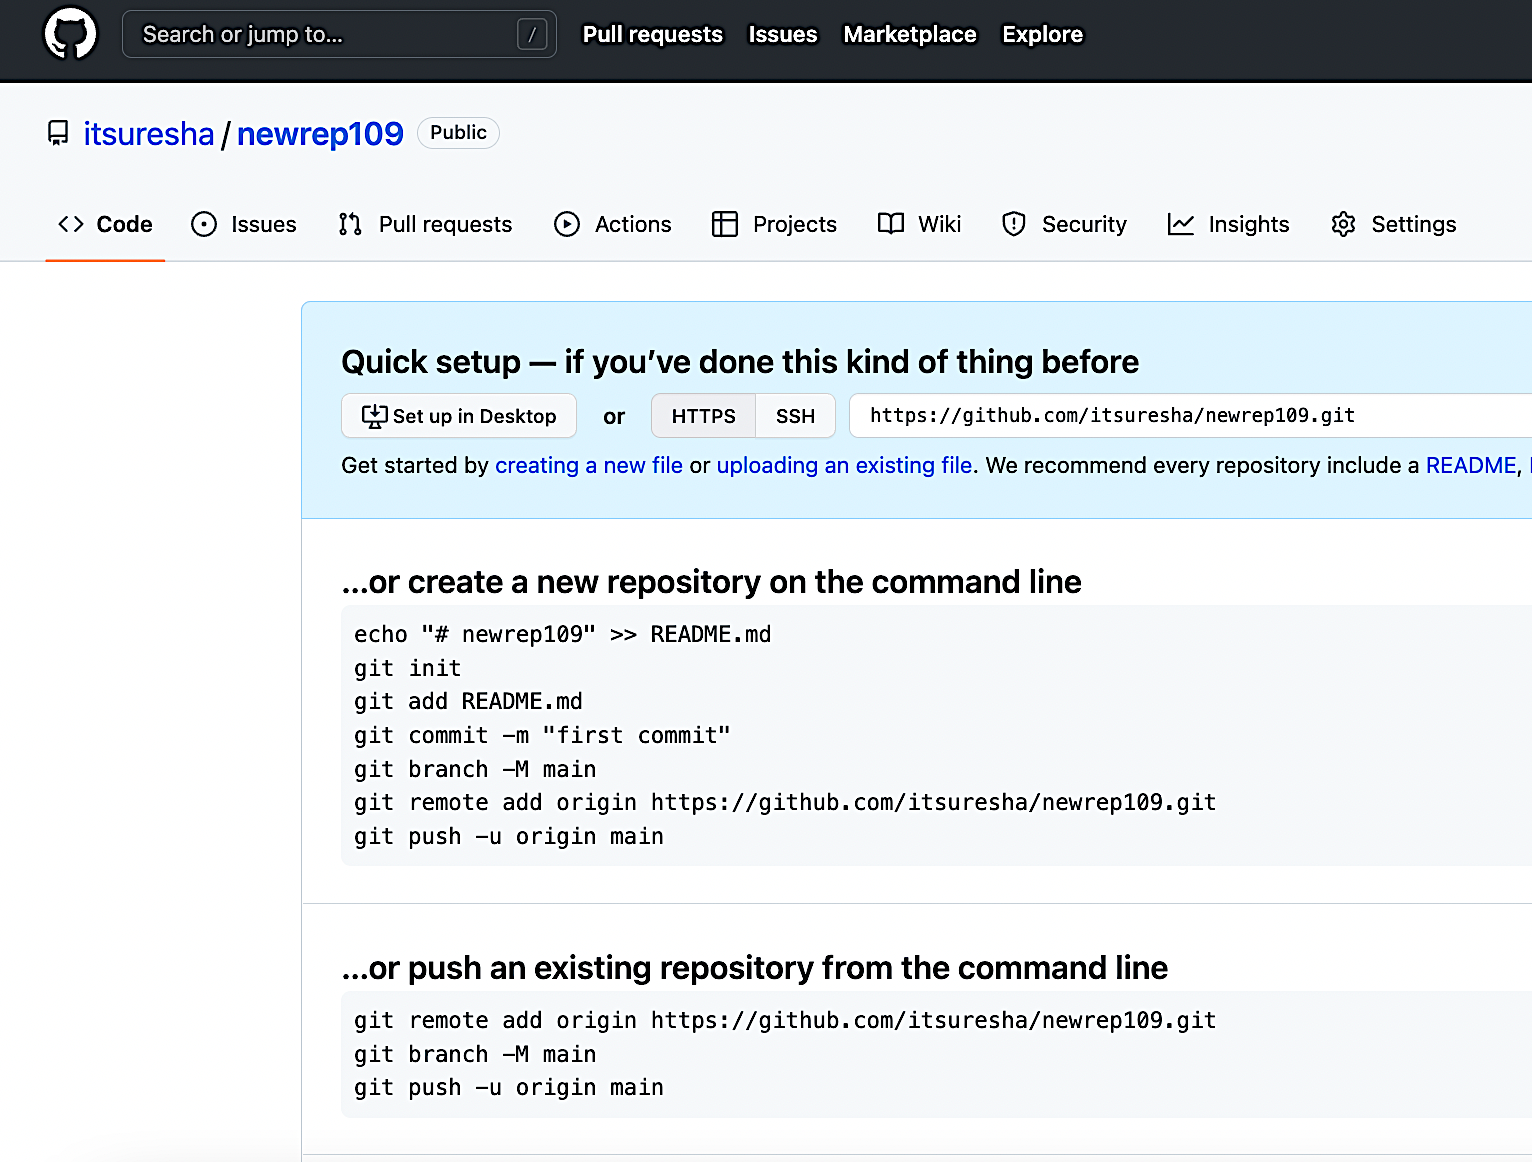 Search or jump to... /
Pull requests Issues Marketplace Explore
itsuresha / newrep109 Public
Code Issues Pull requests Actions Projects Wiki Security Insights Settings
Quick setup — if you’ve done this kind of thing before
Set up in Desktop or HTTPS SSH https://github.com/itsuresha/newrep109.git
Get started by creating a new file or uploading an existing file. We recommend every repository include a README,
…or create a new repository on the command line
echo "# newrep109" >> README.md
git init
git add README.md
git commit -m "first commit"
git branch -M main
git remote add origin https://github.com/itsuresha/newrep109.git
git push -u origin main
…or push an existing repository from the command line
git remote add origin https://github.com/itsuresha/newrep109.git
git branch -M main
git push -u origin main